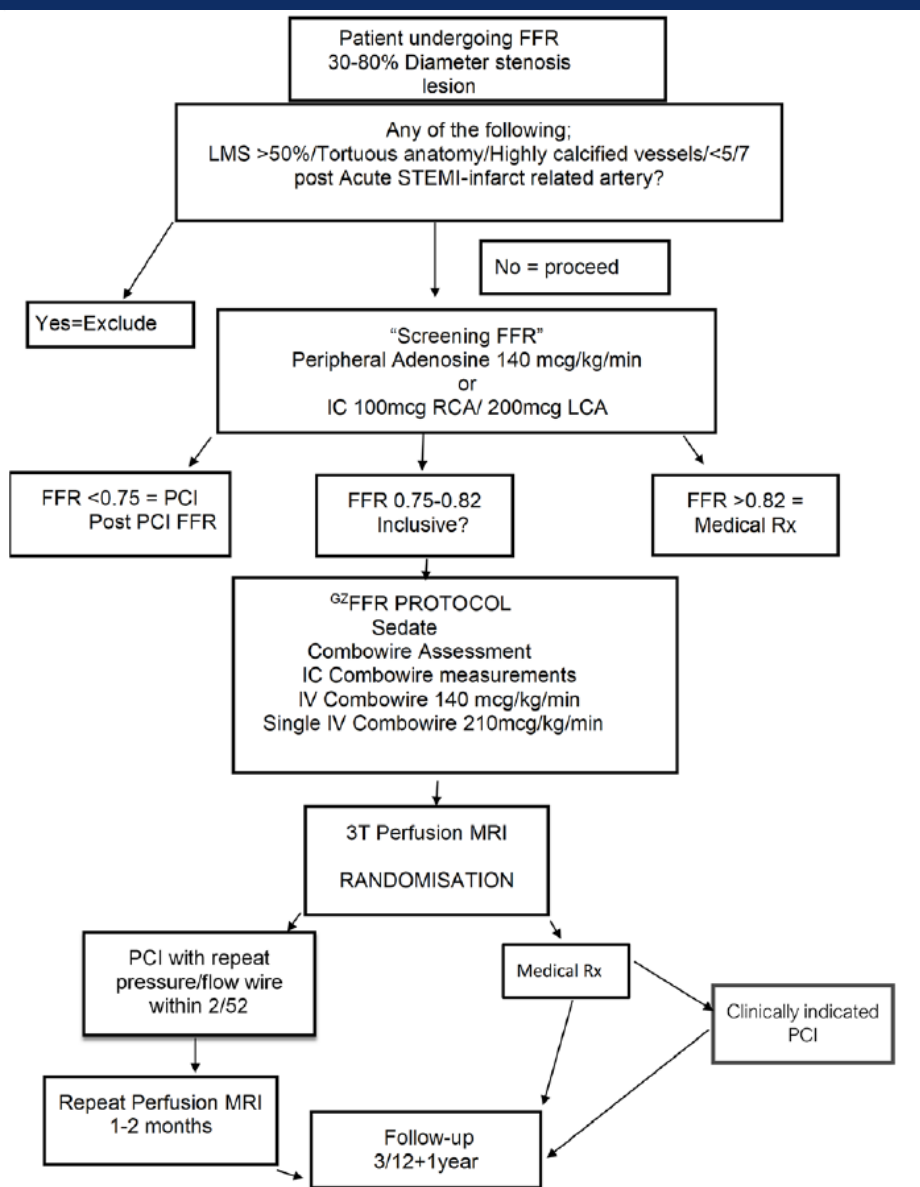 Patient undergoing FFR
30-80% Diameter stenosis
lesion
Any of the following;
LMS >50%/Tortuous anatomy/Highly calcified vessels/<5/7
post Acute STEMI-infarct related artery?
No = proceed
Yes=Exclude
“Screening FFR”
Peripheral Adenosine 140 mcg/kg/min
or
IC 100mcg RCA/ 200mcg LCA
FFR <0.75 = PCI
Post PCI FFR
FFR 0.75-0.82
Inclusive?
FFR >0.82 =
Medical Rx
GZFFR PROTOCOL
Sedate
Combowire Assessment
IC Combowire measurements
IV Combowire 140 mcg/kg/min
Single IV Combowire 210mcg/kg/min
3T Perfusion MRI
RANDOMISATION
PCI with repeat
pressure/flow wire
within 2/52
Medical Rx
Clinically indicated
PCI
Repeat Perfusion MRI
1-2 months
Follow-up
3/12+1year